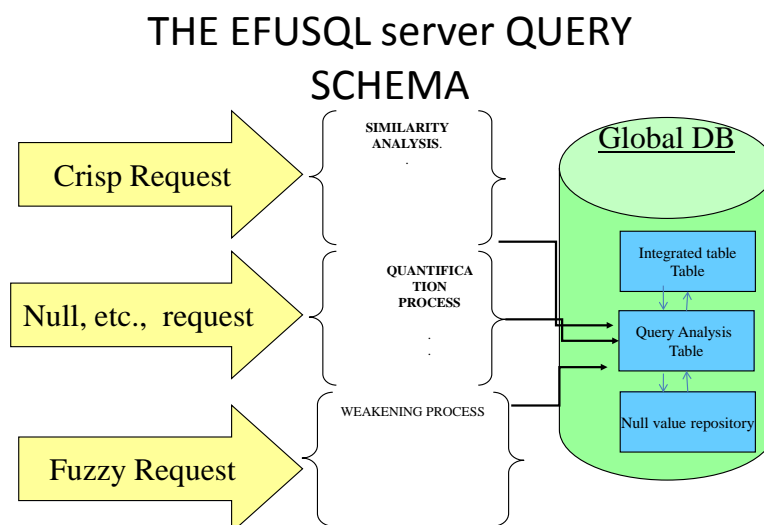 THE EFUSQL server QUERY
SCHEMA
Crisp Request
SIMILARITY
ANALYSIS.
.
Null, etc., request
QUANTIFICA
TION
PROCESS
.
.
Fuzzy Request
WEAKENING PROCESS
Global DB
Integrated table
Table
Query Analysis
Table
Null value repository